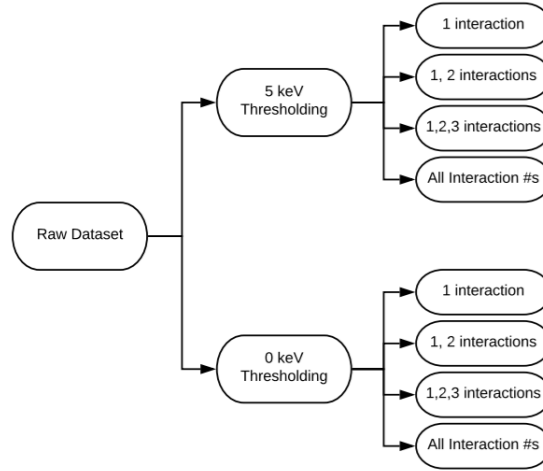 1 interaction
1, 2 interactions
1,2,3 interactions
All Interaction #s
5 keV
Thresholding
Raw Dataset
1 interaction
1, 2 interactions
1,2,3 interactions
All Interaction #s
0 keV
Thresholding